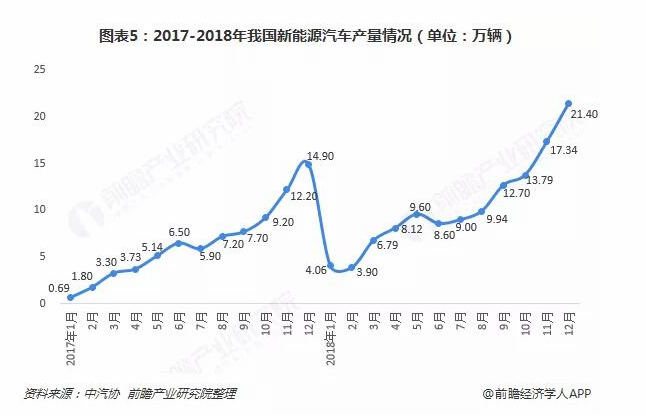 图表5：2017-2018年我国新能源汽车产量情况（单位：万辆）
25
20
15
10
5
0
0.69
1.80
3.30
3.73
5.14
6.50
5.90
7.20
7.70
9.20
12.20
14.90
4.06
3.90
6.79
8.12
9.60
8.60
9.00
9.94
12.70
13.79
17.34
21.40
2017年1月
2月
3月
4月
5月
6月
7月
8月
9月
10月
11月
12月
2018年1月
2月
3月
4月
5月
6月
7月
8月
9月
10月
11月
12月
前瞻产业研究院
前瞻产业研究院
资料来源：中汽协 前瞻产业研究院整理
@前瞻经济学人APP